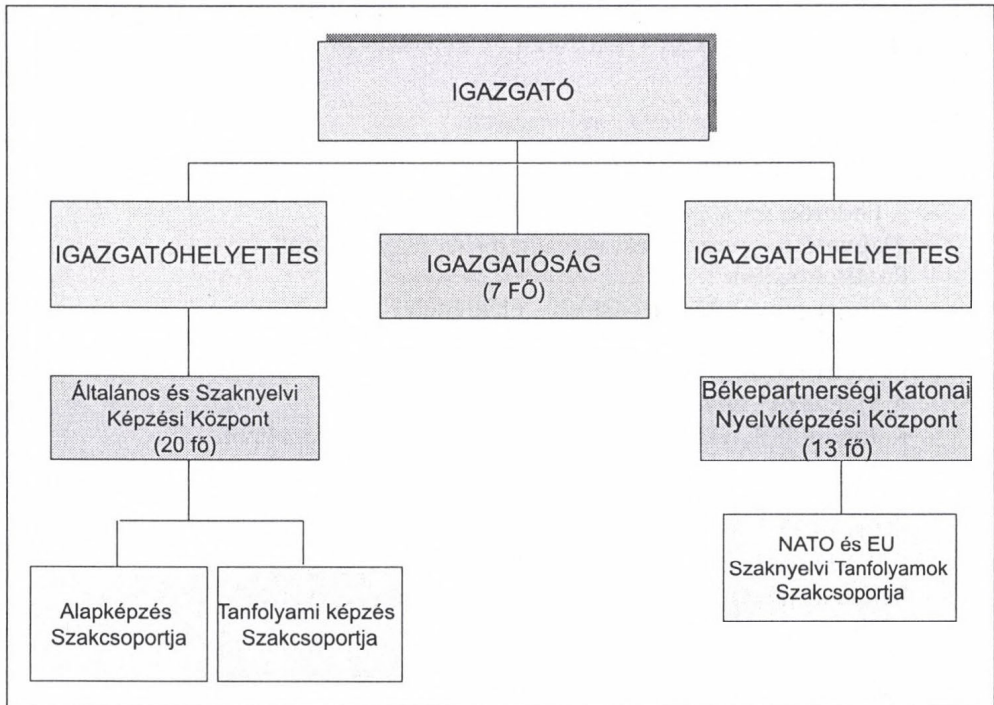 IGAZGATÓ
IGAZGATÓHELYETTES
IGAZGATÓSÁG
(7 FŐ)
IGAZGATÓHELYETTES
Általános és Szaknyelvi
Képzési Központ
(20 fő)
Békepartnerségi Katonai
Nyelvképzési Központ
(13 fő)
Alapképzés
Szakcsoportja
Tanfolyami képzés
Szakcsoportja
NATO és EU
Szaknyelvi Tanfolyamok
Szakcsoportja